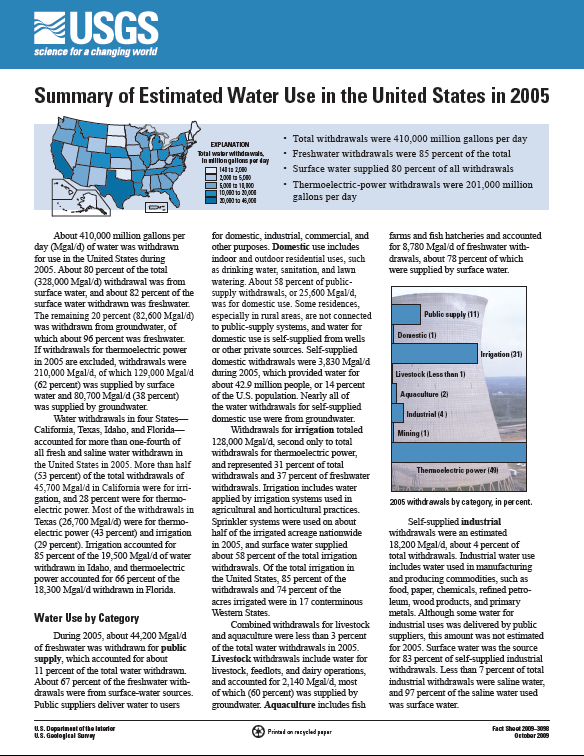 USGS
science for a changing world
Summary of Estimated Water Use in the United States in 2005
EXPLANATION
Total water withdrawals,
in million gallons per day
140 to 2,000
2,000 to 5,000
5,000 to 10,000
10,000 to 20,000
20,000 to 46,000
• Total withdrawals were 410,000 million gallons per day
• Freshwater withdrawals were 85 percent of the total
• Surface water supplied 80 percent of all withdrawals
• Thermoelectric-power withdrawals were 201,000 million
gallons per day
About 410,000 million gallons per
day (Mgal/d) of water was withdrawn
for use in the United States during
2005. About 80 percent of the total
(328,000 Mgal/d) withdrawal was from
surface water, and about 82 percent of the
surface water withdrawn was freshwater.
The remaining 20 percent (82,600 Mgal/d)
was withdrawn from groundwater, of
which about 96 percent was freshwater.
If withdrawals for thermoelectric power
in 2005 are excluded, withdrawals were
210,000 Mgal/d, of which 129,000 Mgal/d
(62 percent) was supplied by surface
water and 80,700 Mgal/d (38 percent)
was supplied by groundwater.
Water withdrawals in four States—
California, Texas, Idaho, and Florida—
accounted for more than one-fourth of
all fresh and saline water withdrawn in
the United States in 2005. More than half
(53 percent) of the total withdrawals of
45,700 Mgal/d in California were for irri-
gation, and 28 percent were for thermo-
electric power. Most of the withdrawals in
Texas (26,700 Mgal/d) were for thermo-
electric power (43 percent) and irrigation
(29 percent). Irrigation accounted for
85 percent of the 19,500 Mgal/d of water
withdrawn in Idaho, and thermoelectric
power accounted for 66 percent of the
18,300 Mgal/d withdrawn in Florida.
Water Use by Category
During 2005, about 44,200 Mgal/d
of freshwater was withdrawn for public
supply, which accounted for about
11 percent of the total water withdrawn.
About 67 percent of the freshwater with-
drawals were from surface-water sources.
Public suppliers deliver water to users
for domestic, industrial, commercial, and
other purposes. Domestic use includes
indoor and outdoor residential uses, such
as drinking water, sanitation, and lawn
watering. About 58 percent of public-
supply withdrawals, or 25,600 Mgal/d,
was for domestic use. Some residences,
especially in rural areas, are not connected
to public-supply systems, and water for
domestic use is self-supplied from wells
or other private sources. Self-supplied
domestic withdrawals were 3,830 Mgal/d
during 2005, which provided water for
about 42.9 million people, or 14 percent
of the U.S. population. Nearly all of
the water withdrawals for self-supplied
domestic use were from groundwater.
Withdrawals for irrigation totaled
128,000 Mgal/d, second only to total
withdrawals for thermoelectric power,
and represented 31 percent of total
withdrawals and 37 percent of freshwater
withdrawals. Irrigation includes water
applied by irrigation systems used in
agricultural and horticultural practices.
Sprinkler systems were used on about
half of the irrigated acreage nationwide
in 2005, and surface water supplied
about 58 percent of the total irrigation
withdrawals. Of the total irrigation in
the United States, 85 percent of the
withdrawals and 74 percent of the
acres irrigated were in 17 conterminous
Western States.
Combined withdrawals for livestock
and aquaculture were less than 3 percent
of the total water withdrawals in 2005.
Livestock withdrawals include water for
livestock, feedlots, and dairy operations,
and accounted for 2,140 Mgal/d, most
of which (60 percent) was supplied by
groundwater. Aquaculture includes fish
farms and fish hatcheries and accounted
for 8,780 Mgal/d of freshwater with-
drawals, about 78 percent of which
were supplied by surface water.
Public supply (11)
Domestic (1)
Irrigation (31)
Livestock (Less than 1)
Aquaculture (2)
Industrial (4 )
Mining (1)
Thermoelectric power (49)
2005 withdrawals by category, in percent.
Self-supplied industrial
withdrawals were an estimated
18,200 Mgal/d, about 4 percent of
total withdrawals. Industrial water use
includes water used in manufacturing
and producing commodities, such as
food, paper, chemicals, refined petro-
leum, wood products, and primary
metals. Although some water for
industrial uses was delivered by public
suppliers, this amount was not estimated
for 2005. Surface water was the source
for 83 percent of self-supplied industrial
withdrawals. Less than 7 percent of total
industrial withdrawals were saline water,
and 97 percent of the saline water used
was surface water.
U.S. Department of the Interior
U.S. Geological Survey
Printed on recycled paper
Fact Sheet 2009–3098
October 2009